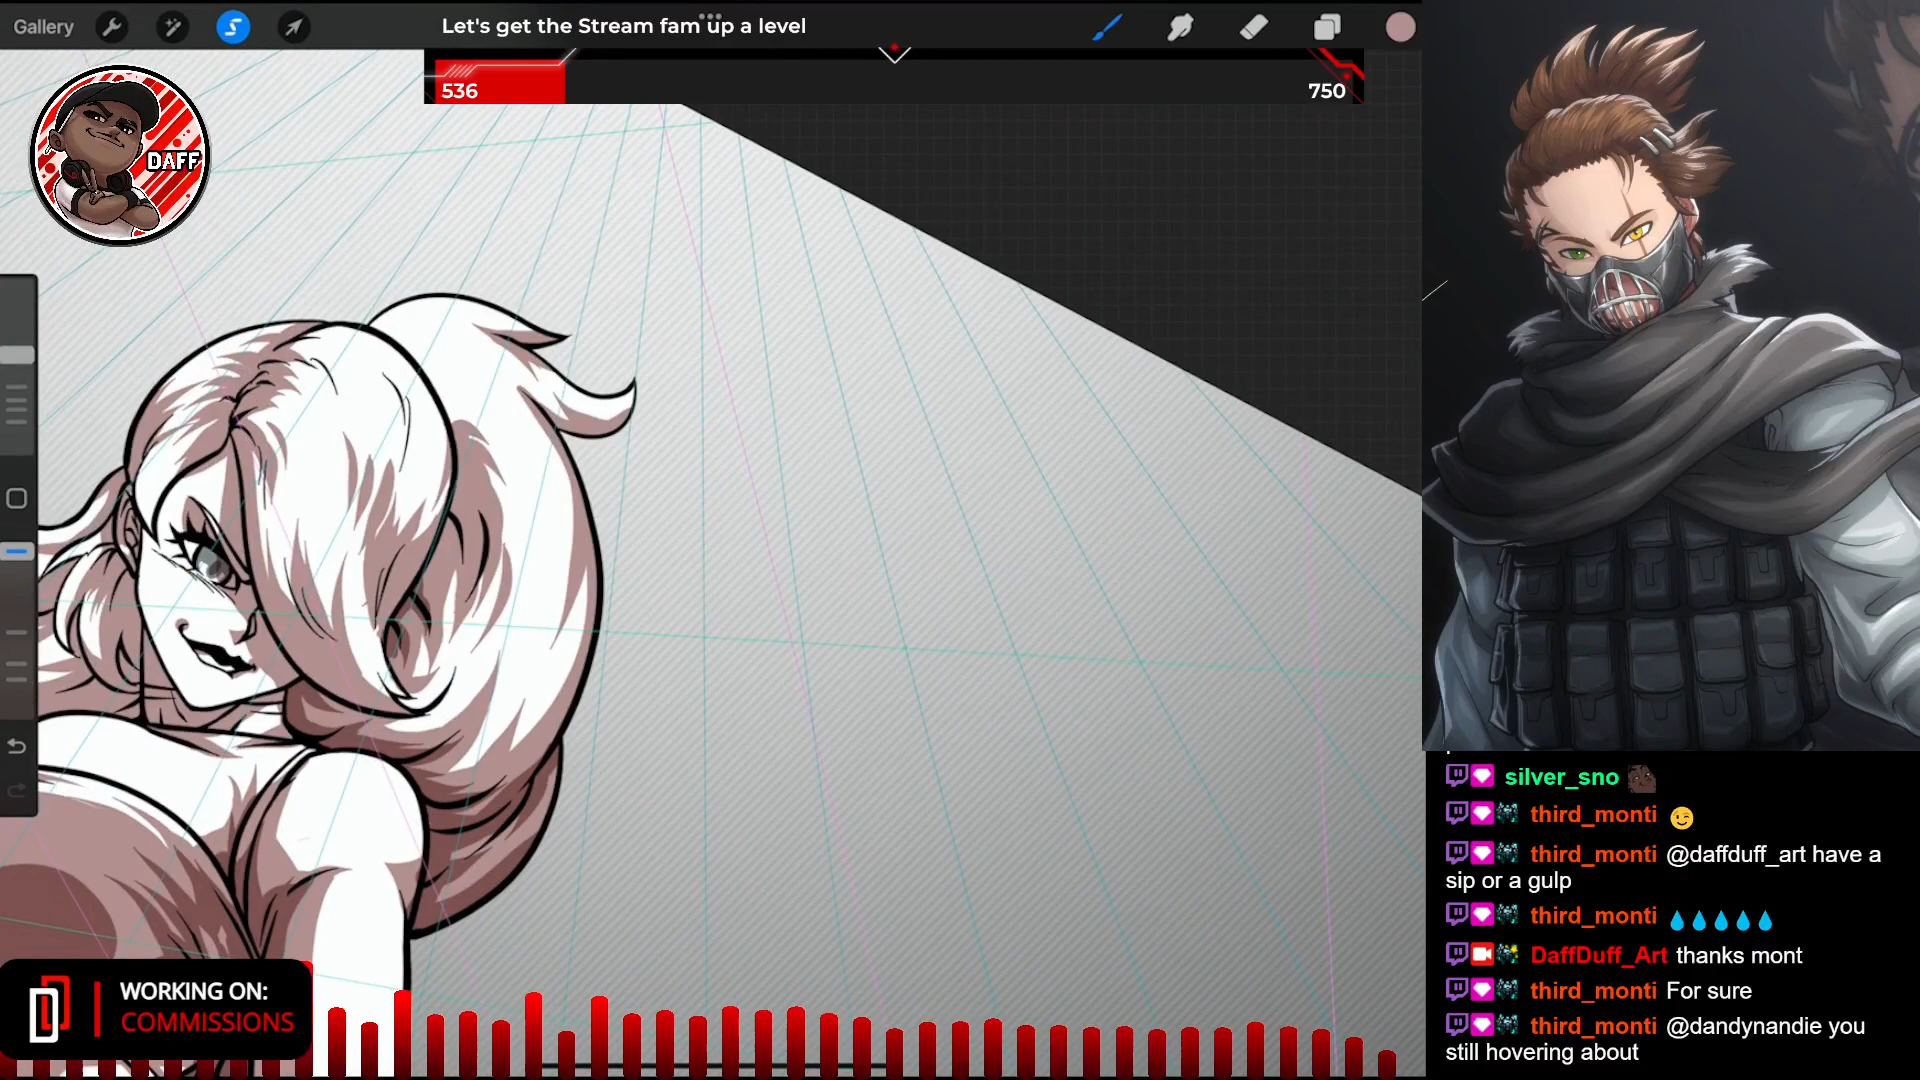 Gallery
Let's get the Stream fam up a level
536
750
DAFF
silver_sno
third_monti 😉
third_monti @daffduff_art have a
sip or a gulp
third_monti 💧💧💧💧💧
DaffDuff_Art thanks mont
third_monti For sure
third_monti @dandynandie you
still hovering about
WORKING ON:
COMMISSIONS